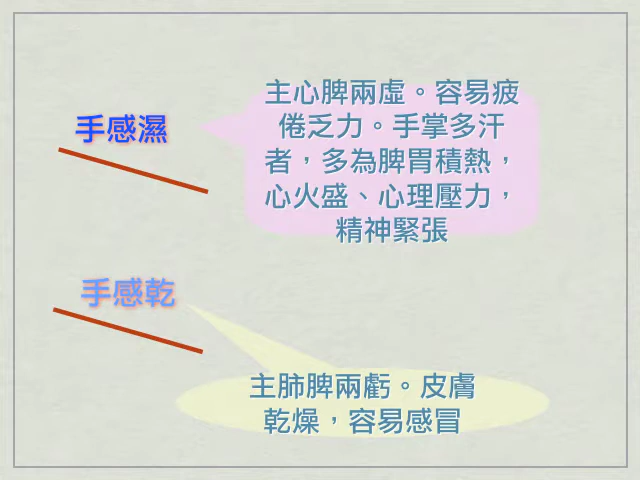 手感濕
主心脾兩虛。容易疲
倦乏力。手掌多汗
者，多為脾胃積熱，
心火盛、心理壓力，
精神緊張
手感乾
主肺脾兩虧。皮膚
乾燥，容易感冒